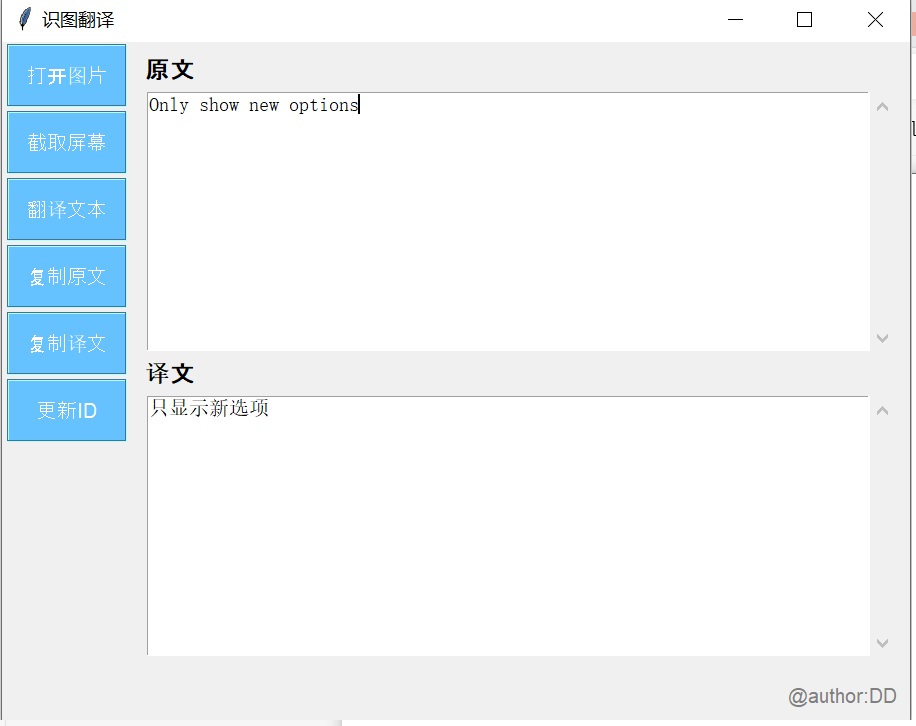 识图翻译
打开图片
截取屏幕
翻译文本
复制原文
复制译文
更新ID
原文
Only show new options
译文
只显示新选项
@author:DD